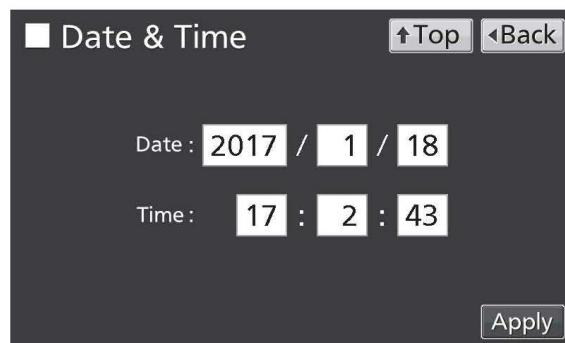 Date & Time
↑Top ◂Back
Date : 2017 / 1 / 18
Time : 17 : 2 : 43
Apply